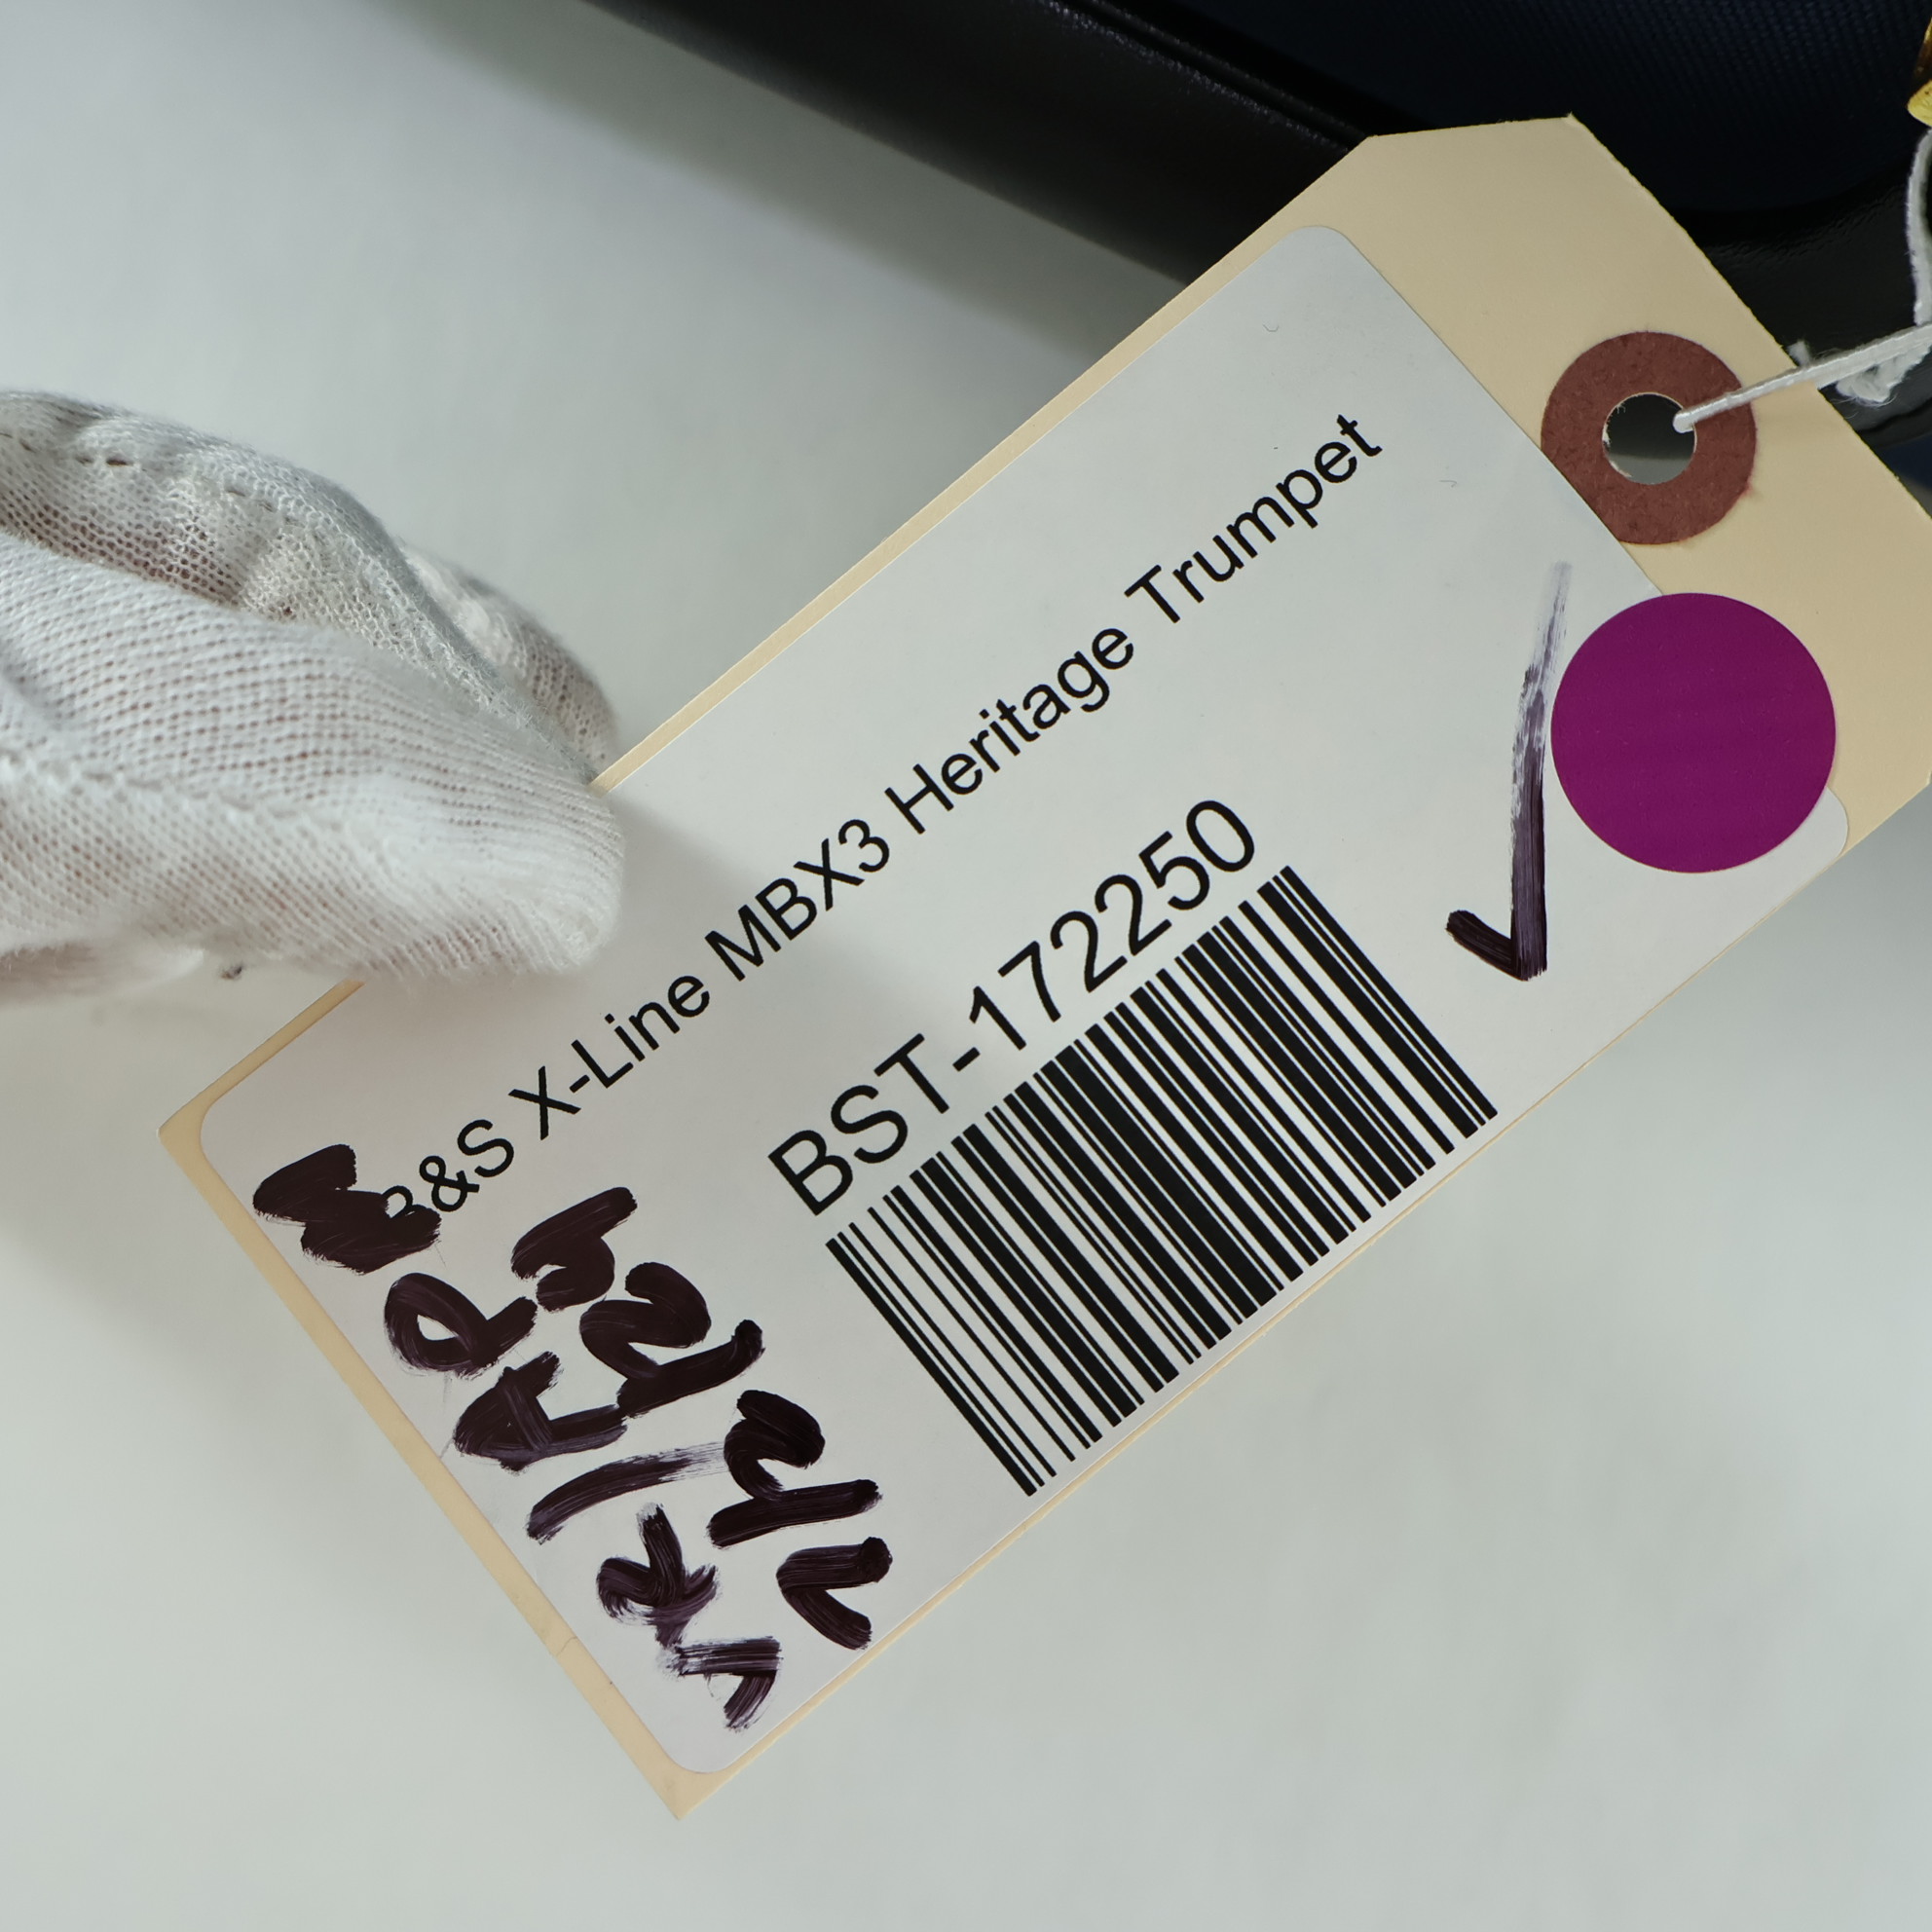 B&S X-Line MBX3 Heritage Trumpet
BST-172250